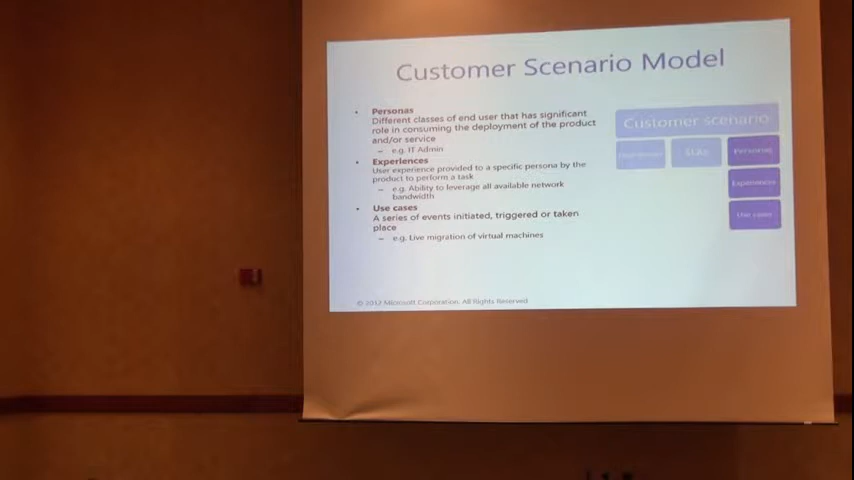 Customer Scenario Model
• Personas
Different classes of end user that has significant
role in consuming the deployment of the product
and/or service
– e.g. IT Admin
• Experiences
User experience provided to a specific persona by the
product to perform a task
– e.g. Ability to leverage all available network
bandwidth
• Use cases
A series of events initiated, triggered or taken
place
– e.g. Live migration of virtual machines
Customer scenario
SLAs
Personas
Experiences
Use cases
© 2012 Microsoft Corporation. All Rights Reserved